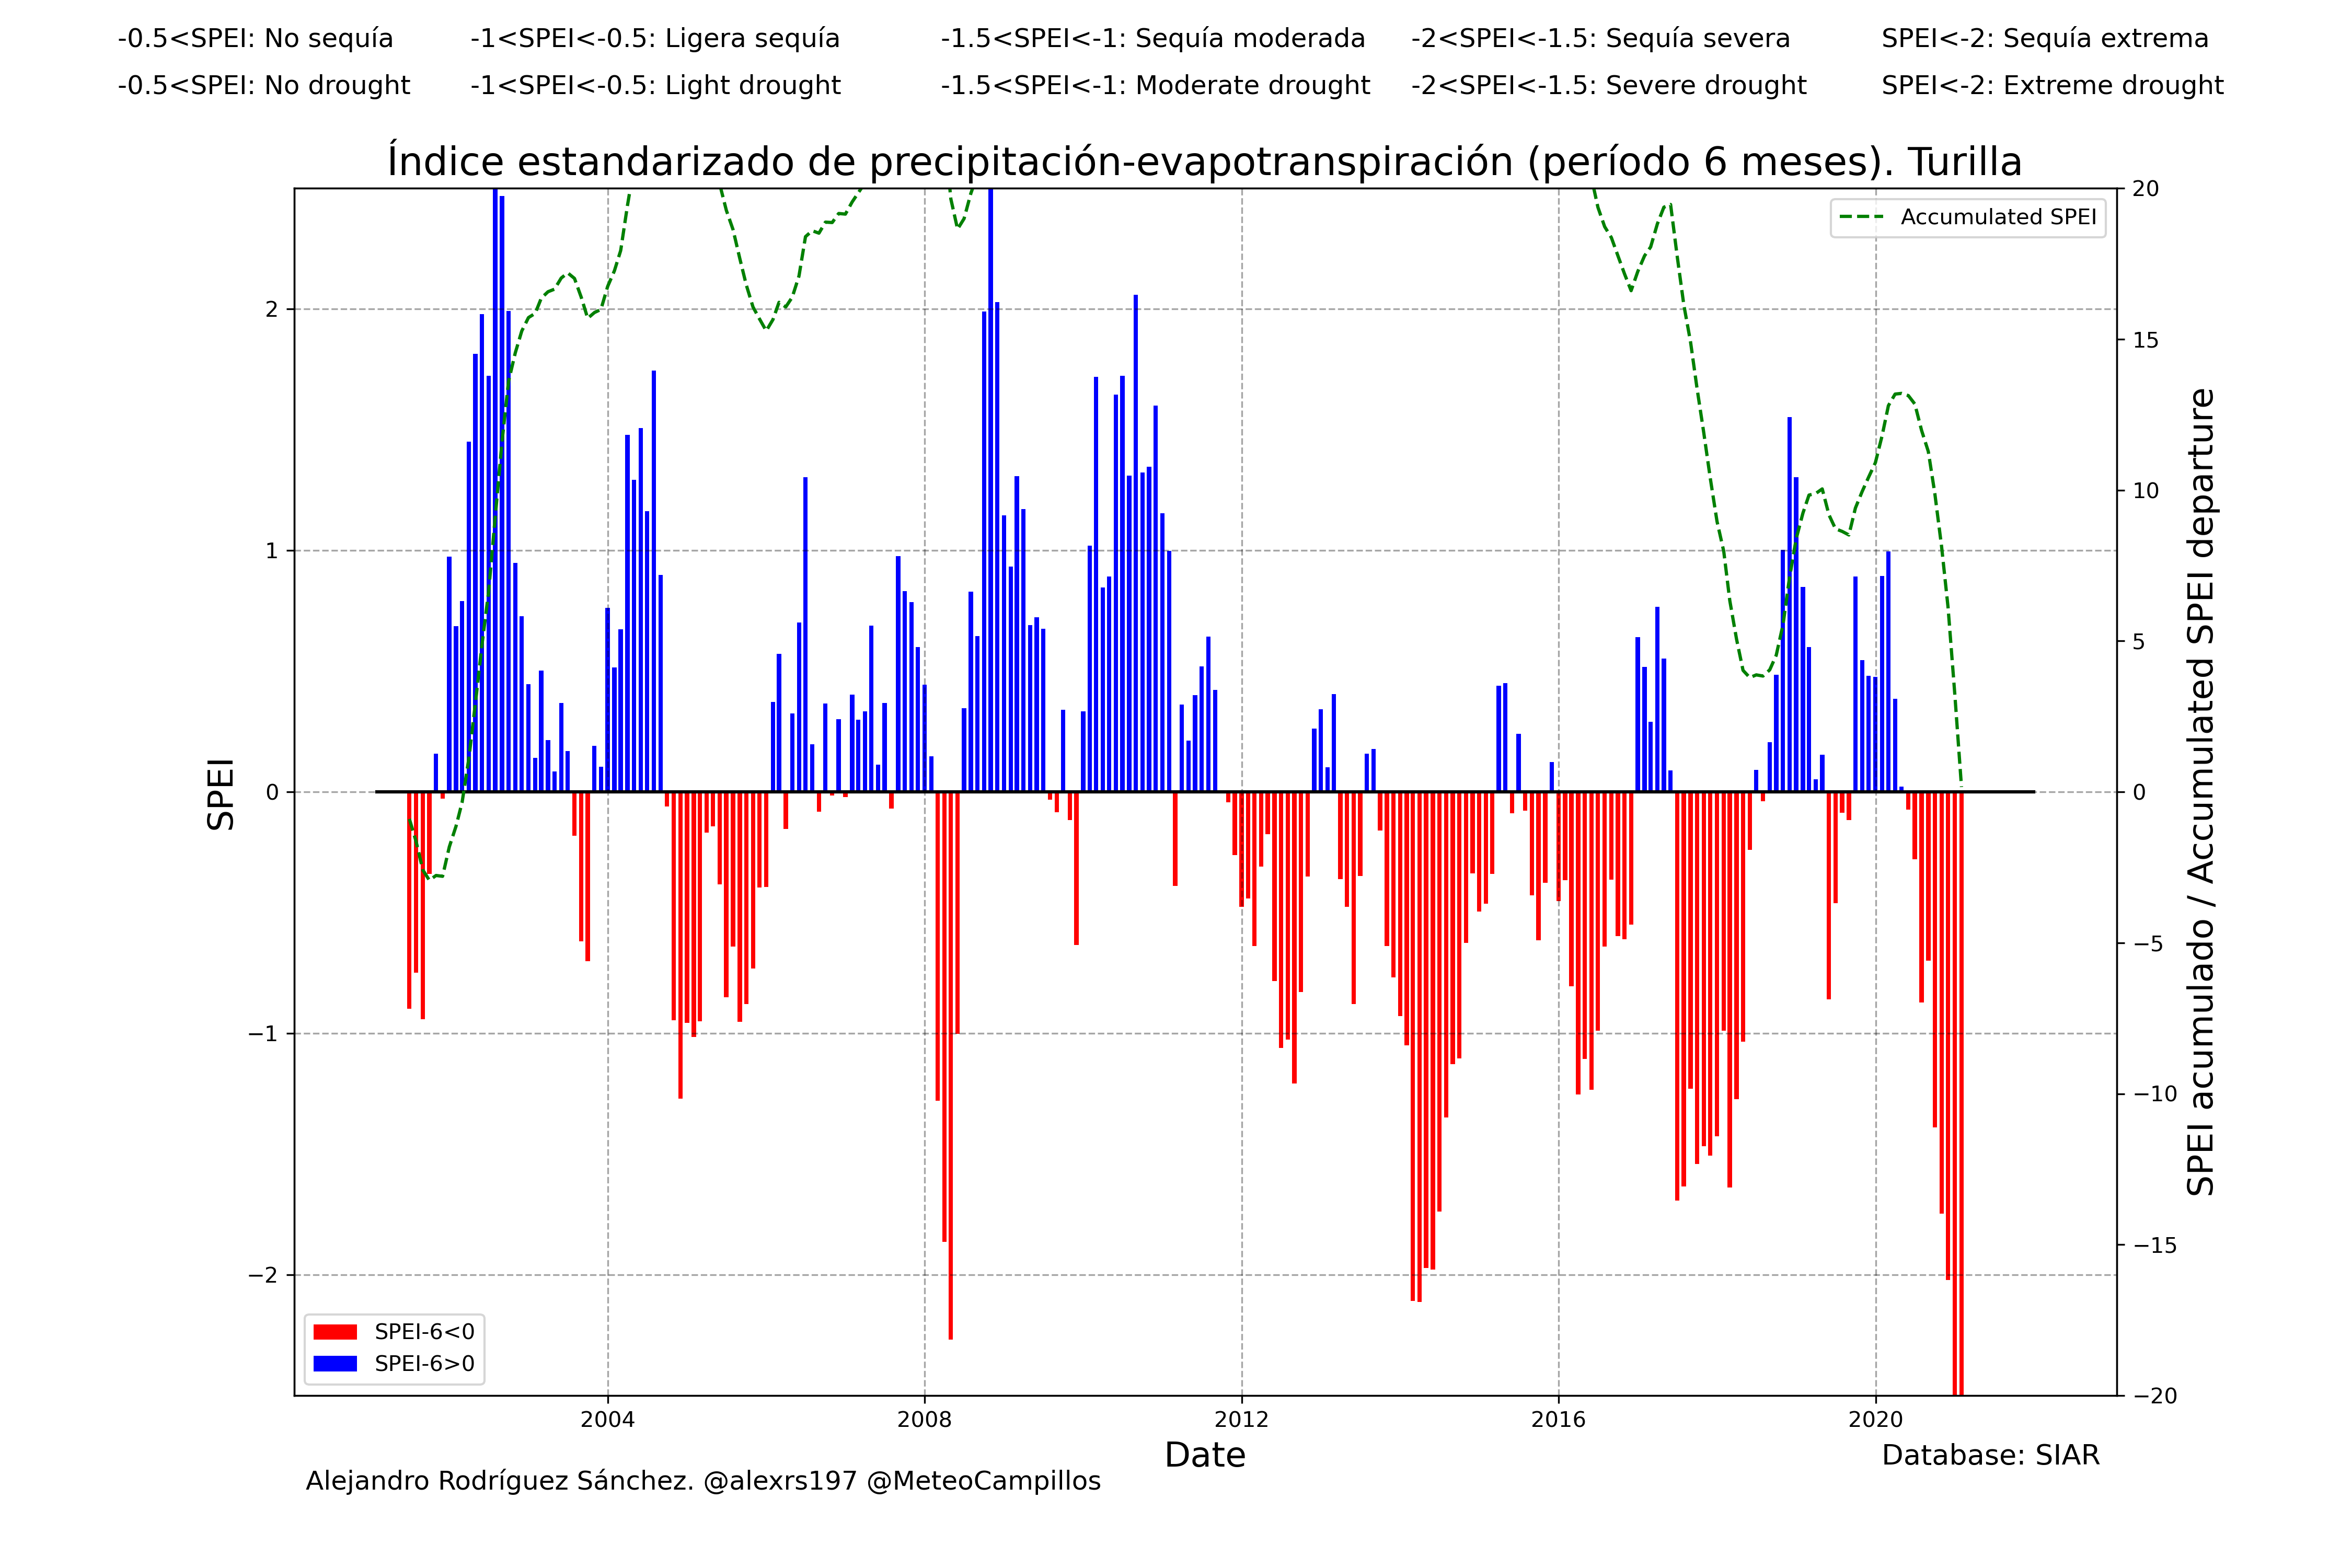 -0.5<SPEI: No sequía -1<SPEI<-0.5: Ligera sequía -1.5<SPEI<-1: Sequía moderada -2<SPEI<-1.5: Sequía severa SPEI<-2: Sequía extrema
-0.5<SPEI: No drought -1<SPEI<-0.5: Light drought -1.5<SPEI<-1: Moderate drought -2<SPEI<-1.5: Severe drought SPEI<-2: Extreme drought
Índice estandarizado de precipitación-evapotranspiración (período 6 meses). Turilla
Accumulated SPEI
SPEI
2
1
0
−1
−2
20
15
10
5
0
−5
−10
−15
−20
SPEI acumulado / Accumulated SPEI departure
SPEI-6<0
SPEI-6>0
2004 2008 2012 2016 2020
Date
Database: SIAR
Alejandro Rodríguez Sánchez. @alexrs197 @MeteoCampillos